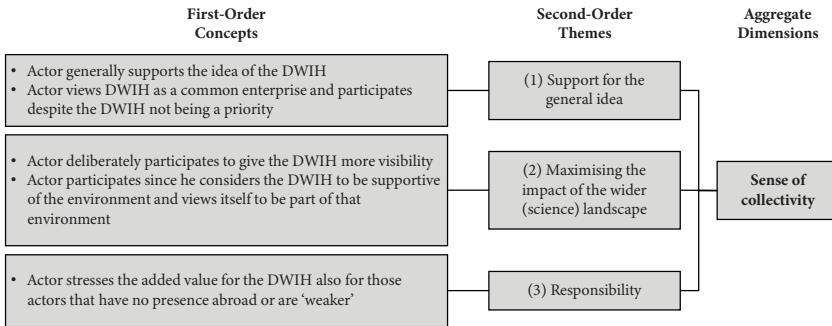 First-Order
Concepts
Second-Order
Themes
Aggregate
Dimensions
• Actor generally supports the idea of the DWIH
• Actor views DWIH as a common enterprise and participates
despite the DWIH not being a priority
(1) Support for the
general idea
• Actor deliberately participates to give the DWIH more visibility
• Actor participates since he considers the DWIH to be supportive
of the environment and views itself to be part of that
environment
(2) Maximising the
impact of the wider
(science) landscape
Sense of
collectivity
• Actor stresses the added value for the DWIH also for those
actors that have no presence abroad or are ‘weaker’
(3) Responsibility